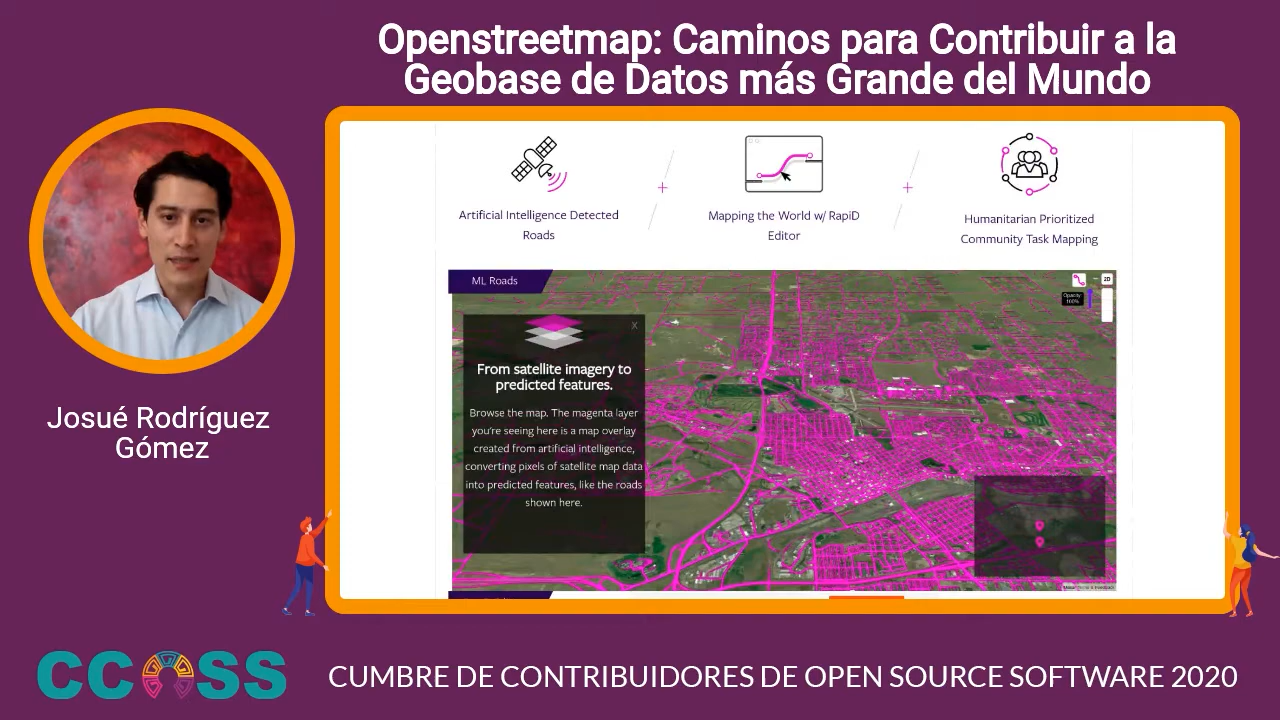 Openstreetmap: Caminos para Contribuir a la
Geobase de Datos más Grande del Mundo
Josué Rodríguez
Gómez
Artificial Intelligence Detected
Roads
Mapping the World w/ RapiD
Editor
Humanitarian Prioritized
Community Task Mapping
ML Roads
2D
Opacity
100%
X
From satellite imagery to
predicted features.
Browse the map. The magenta layer
you're seeing here is a map overlay
created from artificial intelligence,
converting pixels of satellite map data
into predicted features, like the roads
shown here.
CCOSS
CUMBRE DE CONTRIBUIDORES DE OPEN SOURCE SOFTWARE 2020